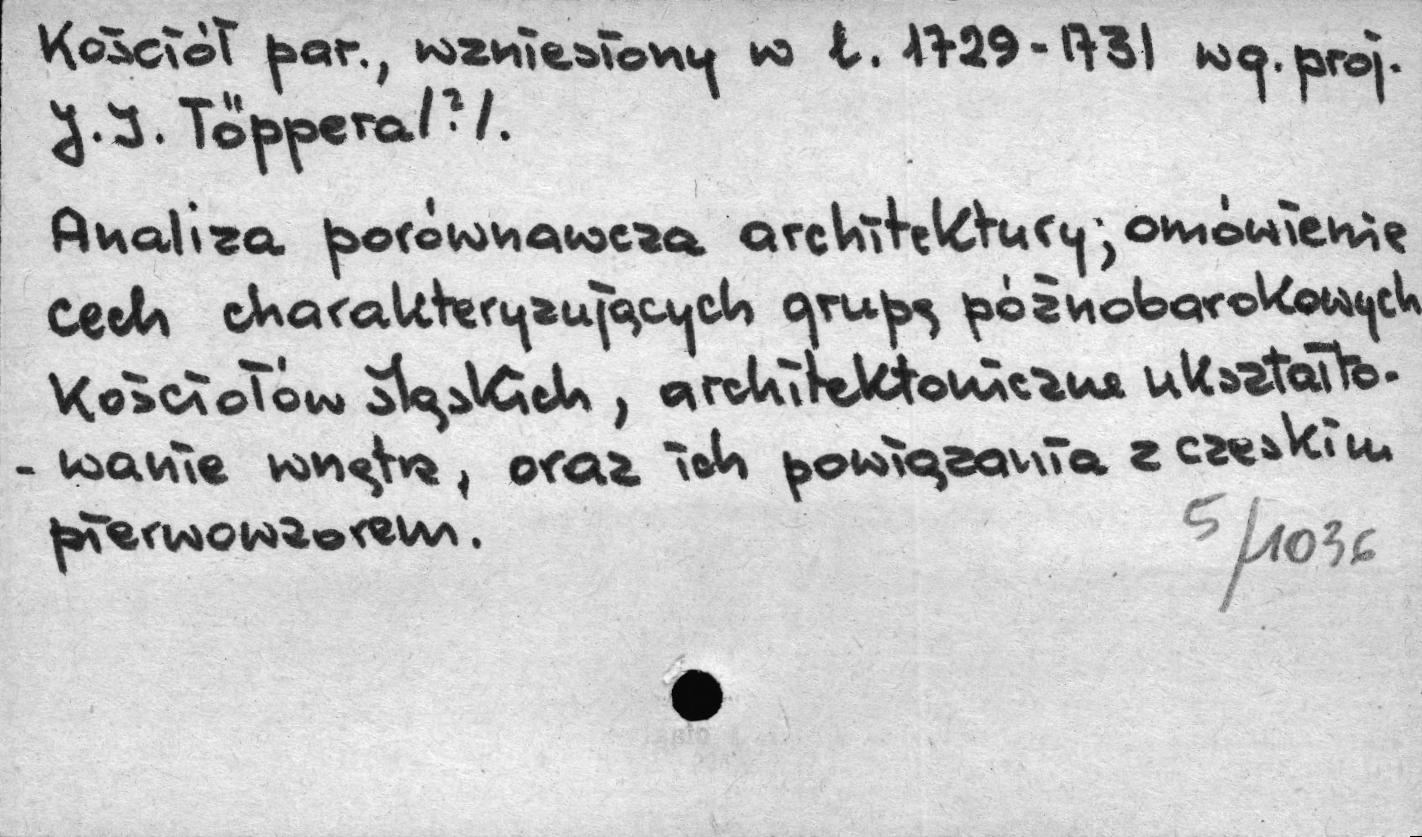 Kościół par., wzniesiony w ł. 1729-1731 wg. proj.
J.J. Töppera/?/.
Analiza porównawcza architektury; omówienie
cech charakteryzujących grupę późnobarokowych
Kościołów śląskich, architektoniczne ukształto-
-wanie wnętrz, oraz ich powiązania z czeskim
pierwowzorem.
5/1036